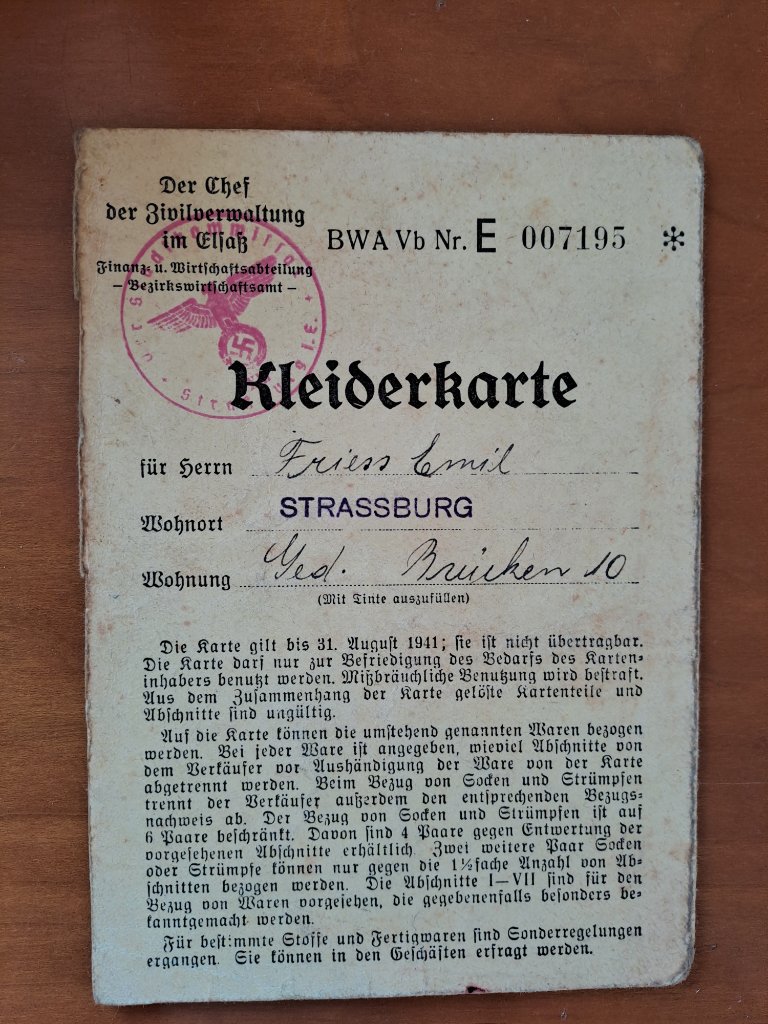 Der Chef
der Zivilverwaltung
im Elsaß
Finanz- u. Wirtschaftsabteilung
– Bezirkswirtschaftsamt –
BWA Vb Nr. E 007195 *
Der Stadtkommissar
Straßburg i. E.
Kleiderkarte
für Herrn Friess Emil
Wohnort STRASSBURG
Wohnung Ged. Brücken 10
(Mit Tinte auszufüllen)
Die Karte gilt bis 31. August 1941; sie ist nicht übertragbar.
Die Karte darf nur zur Befriedigung des Bedarfs des Karten-
inhabers benutzt werden. Mißbräuchliche Benutzung wird bestraft.
Aus dem Zusammenhang der Karte gelöste Kartenteile und
Abschnitte sind ungültig.
Auf die Karte können die umstehend genannten Waren bezogen
werden. Bei jeder Ware ist angegeben, wieviel Abschnitte von
dem Verkäufer vor Aushändigung der Ware von der Karte
abgetrennt werden. Beim Bezug von Socken und Strümpfen
trennt der Verkäufer außerdem den entsprechenden Bezugs-
nachweis ab. Der Bezug von Socken und Strümpfen ist auf
6 Paare beschränkt. Davon sind 4 Paare gegen Entwertung der
vorgesehenen Abschnitte erhältlich. Zwei weitere Paar Socken
oder Strümpfe können nur gegen die 1½fache Anzahl von Ab-
schnitten bezogen werden. Die Abschnitte I–VII sind für den
Bezug von Waren vorgesehen, die gegebenenfalls besonders be-
kanntgemacht werden.
Für bestimmte Stoffe und Fertigwaren sind Sonderregelungen
ergangen. Sie können in den Geschäften erfragt werden.